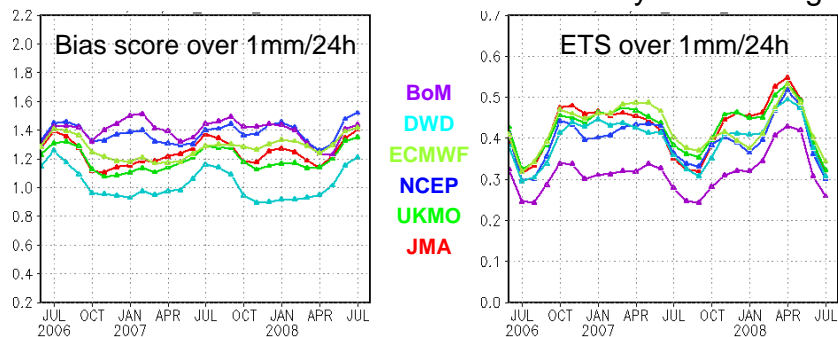 Bias score over 1mm/24h
2.2
2.0
1.8
1.6
1.4
1.2
1.0
0.8
0.6
0.4
0.2
JUL OCT JAN APR JUL OCT JAN APR JUL
2006 2007 2008
BoM
DWD
ECMWF
NCEP
UKMO
JMA
ETS over 1mm/24h
0.7
0.6
0.5
0.4
0.3
0.2
0.1
0.0
JUL OCT JAN APR JUL OCT JAN APR JUL
2006 2007 2008